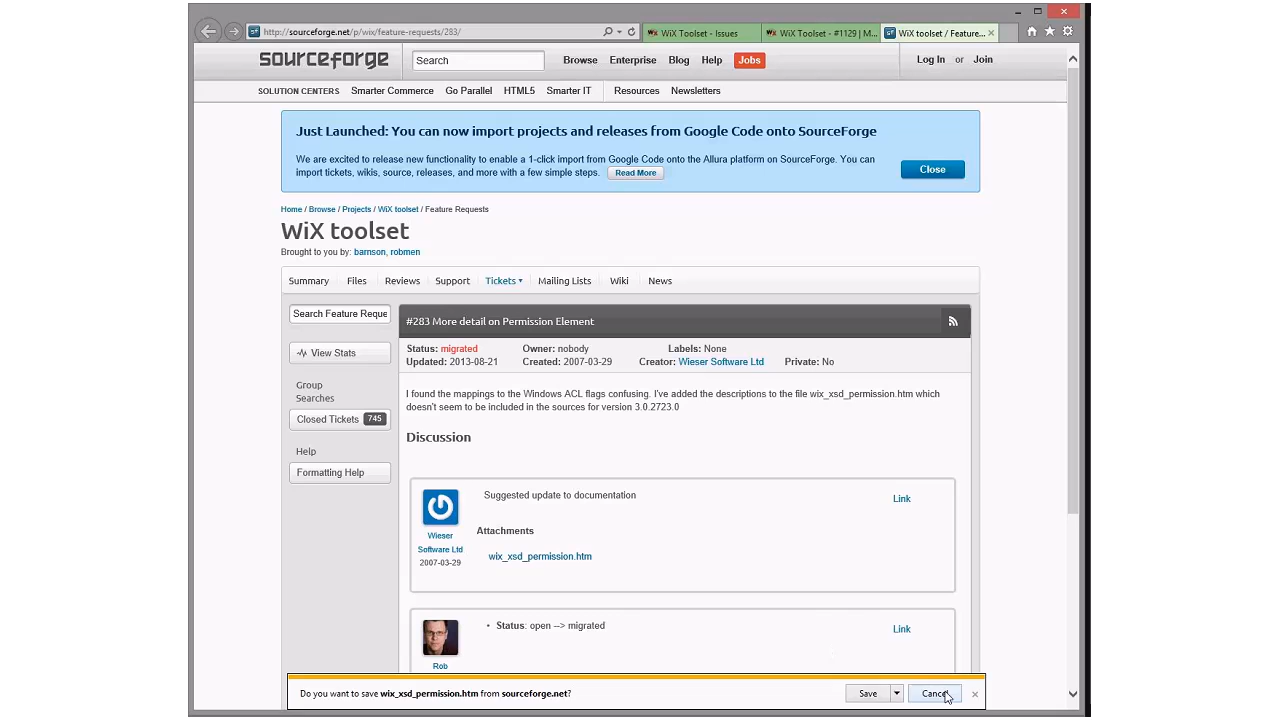 http://sourceforge.net/p/wix/feature-requests/283/
WiX Toolset - Issues
WiX Toolset - #1129 | M...
WiX toolset / Feature...
sourceforge
Search
Browse Enterprise Blog Help Jobs
Log In or Join
SOLUTION CENTERS Smarter Commerce Go Parallel HTML5 Smarter IT Resources Newsletters
Just Launched: You can now import projects and releases from Google Code onto SourceForge
We are excited to release new functionality to enable a 1-click import from Google Code onto the Allura platform on SourceForge. You can
import tickets, wikis, source, releases, and more with a few simple steps. Read More
Close
Home / Browse / Projects / WiX toolset / Feature Requests
WiX toolset
Brought to you by: barnson, robmen
Summary Files Reviews Support Tickets Mailing Lists Wiki News
Search Feature Reque
View Stats
Group
Searches
Closed Tickets 745
Help
Formatting Help
#283 More detail on Permission Element
Status: migrated Owner: nobody Labels: None
Updated: 2013-08-21 Created: 2007-03-29 Creator: Wieser Software Ltd Private: No
I found the mappings to the Windows ACL flags confusing. I've added the descriptions to the file wix_xsd_permission.htm which
doesn't seem to be included in the sources for version 3.0.2723.0
Discussion
Wieser
Software Ltd
2007-03-29
Suggested update to documentation
Link
Attachments
wix_xsd_permission.htm
Rob
Status: open --> migrated
Link
Do you want to save wix_xsd_permission.htm from sourceforge.net?
Save
Cancel